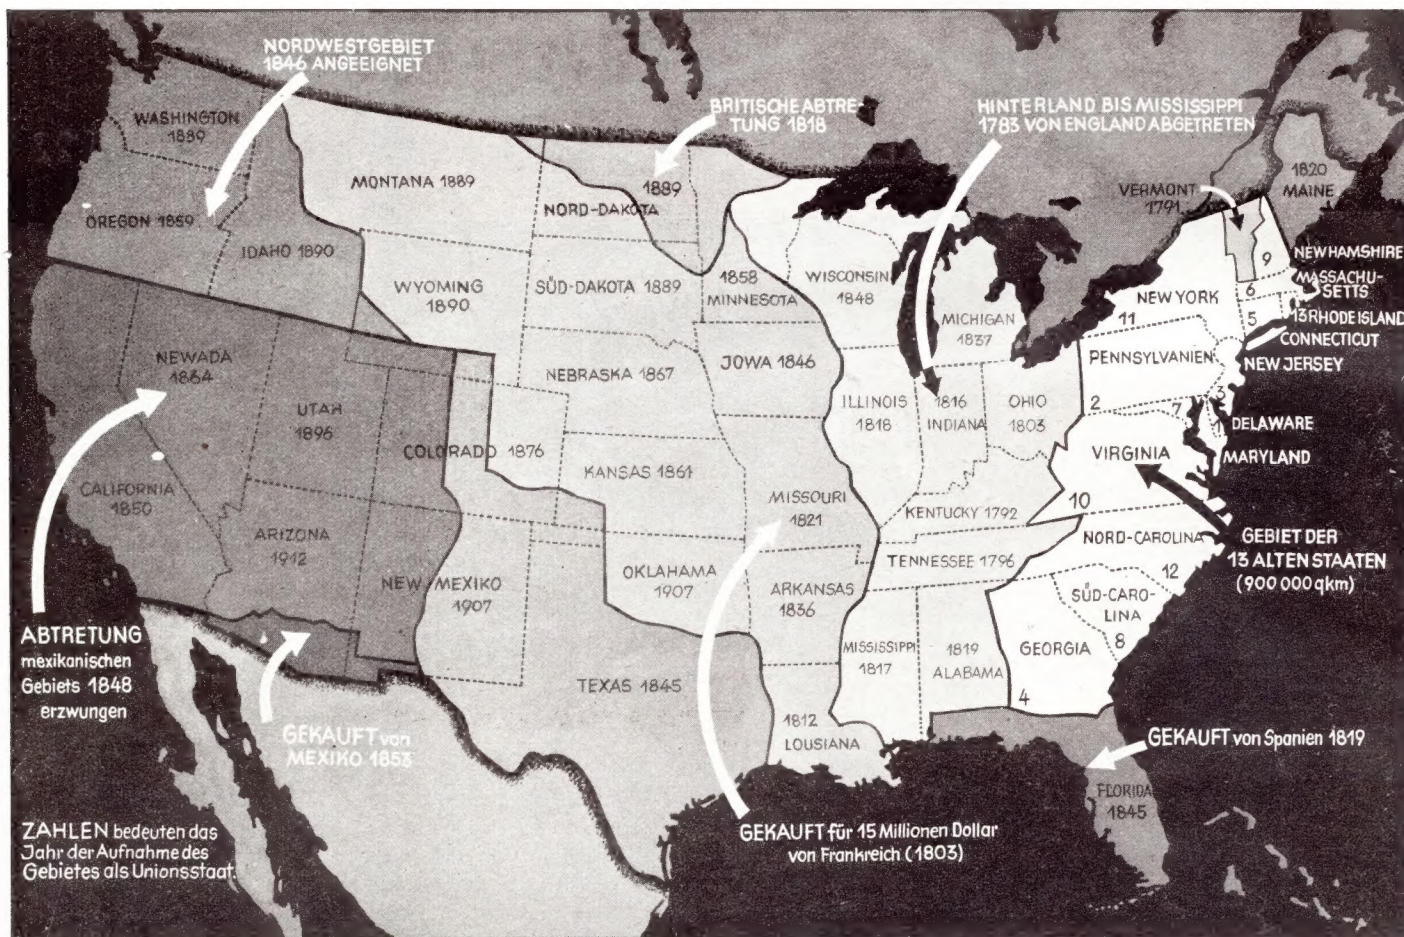 NORDWESTGEBIET
1846 ANGEEIGNET
BRITISCHE ABTRE-
TUNG 1818
HINTERLAND BIS MISSISSIPPI
1783 VON ENGLAND ABGETRETEN
WASHINGTON
1889
OREGON 1859
IDAHO 1890
MONTANA 1889
1889
NORD-DAKOTA
WYOMING
1890
SÜD-DAKOTA 1889
1858
MINNESOTA
WISCONSIN
1848
MICHIGAN
1837
VERMONT
1791
1820
MAINE
9
NEW HAMSHIRE
6
MASSACHU-
SETTS
5
13 RHODE ISLAND
CONNECTICUT
NEW YORK
11
PENNSYLVANIEN
2
NEW JERSEY
3
7
1
DELAWARE
MARYLAND
NEWADA
1864
UTAH
1896
COLORADO 1876
NEBRASKA 1867
JOWA 1846
ILLINOIS
1818
1816
INDIANA
OHIO
1803
VIRGINIA
10
CALIFORNIA
1850
ARIZONA
1912
NEW MEXIKO
1907
KANSAS 1861
MISSOURI
1821
KENTUCKY 1792
TENNESSEE 1796
NORD-CAROLINA
12
GEBIET DER
13 ALTEN STAATEN
(900 000 qkm)
OKLAHOMA
1907
ARKANSAS
1836
SÜD-CARO-
LINA
8
GEORGIA
4
MISSISSIPPI
1817
1819
ALABAMA
TEXAS 1845
1812
LOUSIANA
FLORIDA
1845
ABTRETUNG
mexikanischen
Gebiets 1848
erzwungen
GEKAUFT von
MEXIKO 1853
GEKAUFT von Spanien 1819
GEKAUFT für 15 Millionen Dollar
von Frankreich (1803)
ZAHLEN bedeuten das
Jahr der Aufnahme des
Gebietes als Unionsstaat.